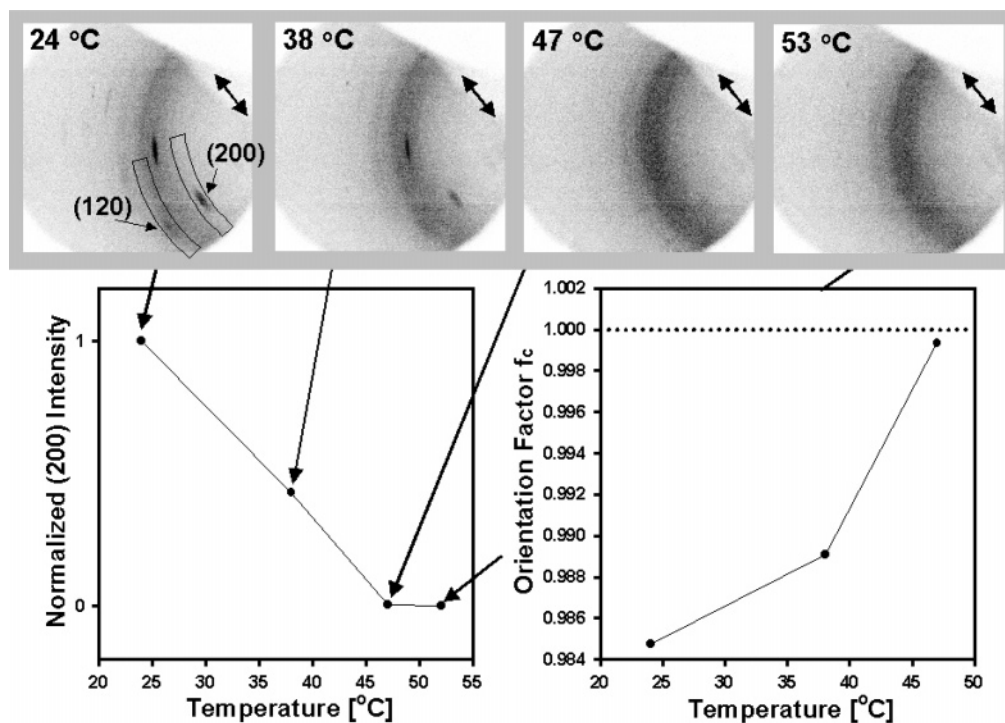 24 °C
38 °C
47 °C
53 °C
(200)
(120)
Normalized (200) Intensity
1
0
20 25 30 35 40 45 50 55
Temperature [°C]
Orientation Factor fc
1.002
1.000
0.998
0.996
0.994
0.992
0.990
0.988
0.986
0.984
20 25 30 35 40 45 50
Temperature [°C]